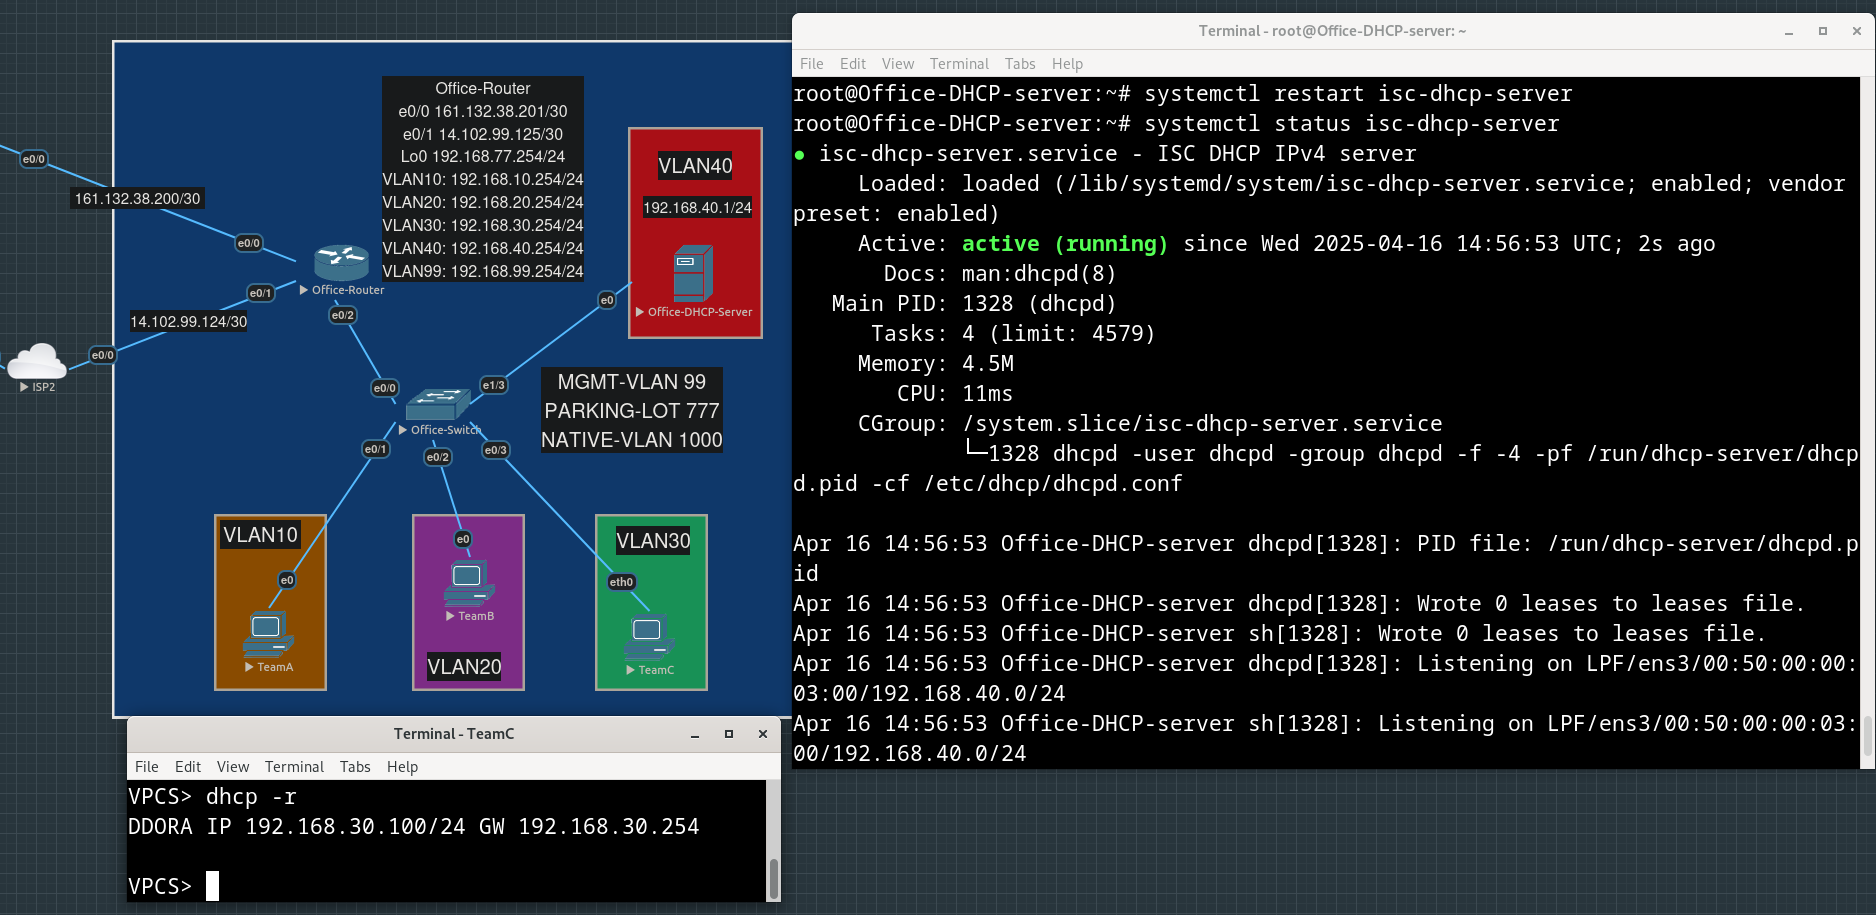 Office-Router
e0/0 161.132.38.201/30
e0/1 14.102.99.125/30
Lo0 192.168.77.254/24
VLAN10: 192.168.10.254/24
VLAN20: 192.168.20.254/24
VLAN30: 192.168.30.254/24
VLAN40: 192.168.40.254/24
VLAN99: 192.168.99.254/24
e0/0
161.132.38.200/30
e0/0
Office-Router
e0/1
14.102.99.124/30
e0/2
e0/0
ISP2
VLAN40
192.168.40.1/24
e0
Office-DHCP-Server
e0/0
e1/3
Office-Switch
MGMT-VLAN 99
PARKING-LOT 777
NATIVE-VLAN 1000
e0/1
e0/2
e0/3
VLAN10
e0
TeamA
e0
TeamB
VLAN20
VLAN30
eth0
TeamC
Terminal - TeamC
File Edit View Terminal Tabs Help
VPCS> dhcp -r
DDORA IP 192.168.30.100/24 GW 192.168.30.254
VPCS>
Terminal - root@Office-DHCP-server: ~
File Edit View Terminal Tabs Help
root@Office-DHCP-server:~# systemctl restart isc-dhcp-server
root@Office-DHCP-server:~# systemctl status isc-dhcp-server
● isc-dhcp-server.service - ISC DHCP IPv4 server
Loaded: loaded (/lib/systemd/system/isc-dhcp-server.service; enabled; vendor
preset: enabled)
Active: active (running) since Wed 2025-04-16 14:56:53 UTC; 2s ago
Docs: man:dhcpd(8)
Main PID: 1328 (dhcpd)
Tasks: 4 (limit: 4579)
Memory: 4.5M
CPU: 11ms
CGroup: /system.slice/isc-dhcp-server.service
└─1328 dhcpd -user dhcpd -group dhcpd -f -4 -pf /run/dhcp-server/dhcp
d.pid -cf /etc/dhcp/dhcpd.conf
Apr 16 14:56:53 Office-DHCP-server dhcpd[1328]: PID file: /run/dhcp-server/dhcpd.p
id
Apr 16 14:56:53 Office-DHCP-server dhcpd[1328]: Wrote 0 leases to leases file.
Apr 16 14:56:53 Office-DHCP-server sh[1328]: Wrote 0 leases to leases file.
Apr 16 14:56:53 Office-DHCP-server dhcpd[1328]: Listening on LPF/ens3/00:50:00:00:
03:00/192.168.40.0/24
Apr 16 14:56:53 Office-DHCP-server sh[1328]: Listening on LPF/ens3/00:50:00:00:03:
00/192.168.40.0/24